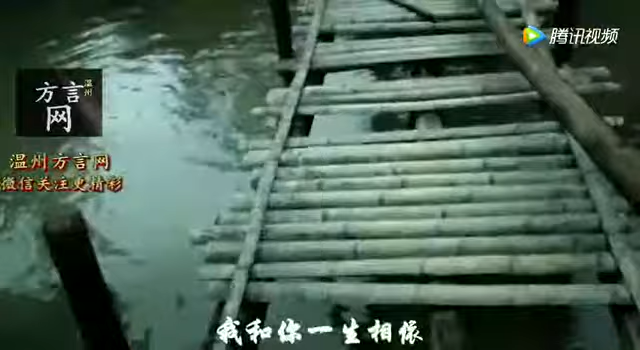 腾讯视频
方言温州
网
温州方言网
微信关注更精彩
我和你一生相像